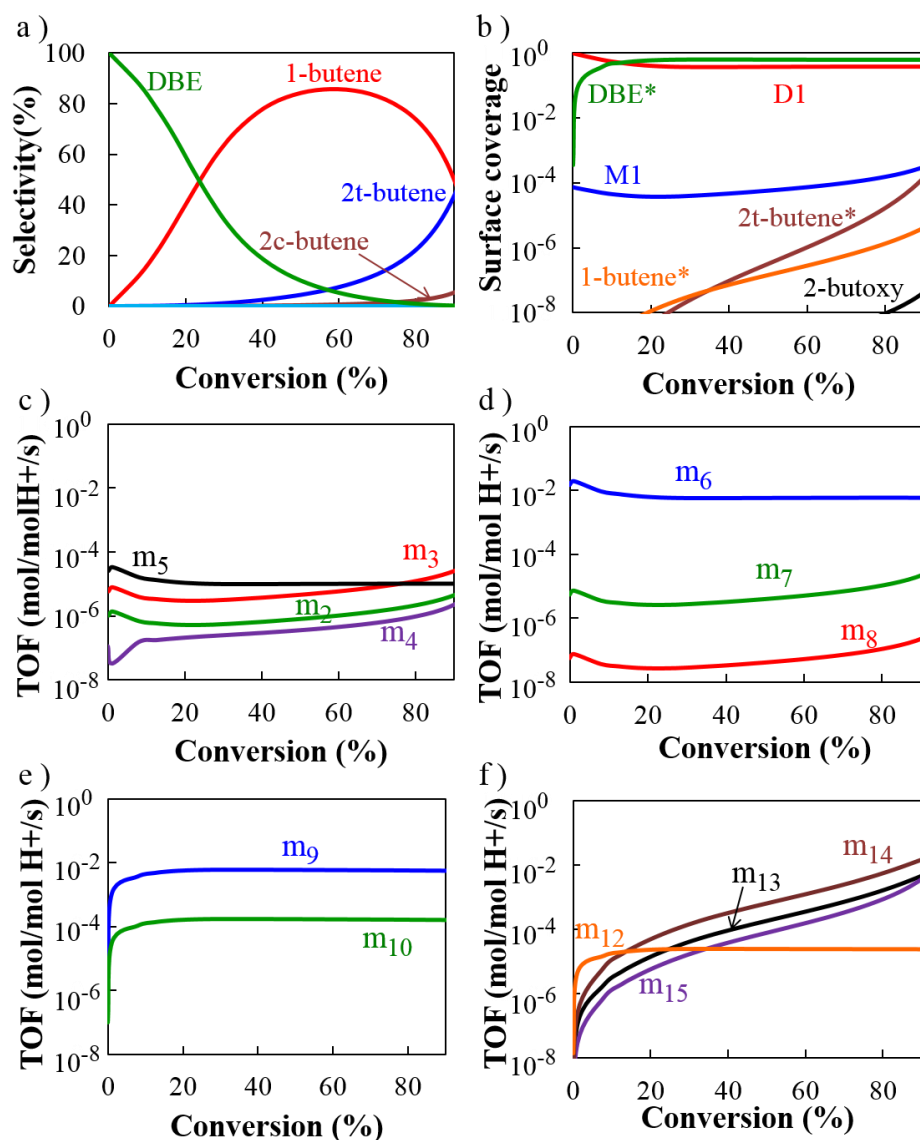 a )
100
80
60
40
20
0
Selectivity(%)
DBE
1-butene
2t-butene
2c-butene
0 20 40 60 80
Conversion (%)
b )
10^0
10^-2
10^-4
10^-6
10^-8
Surface coverage
DBE*
D1
M1
2t-butene*
1-butene*
2-butoxy
0 20 40 60 80
Conversion (%)
c )
10^0
10^-2
10^-4
10^-6
10^-8
TOF (mol/molH+/s)
m5
m3
m2
m4
0 20 40 60 80
Conversion (%)
d )
10^0
10^-2
10^-4
10^-6
10^-8
TOF (mol/mol H+/s)
m6
m7
m8
0 20 40 60 80
Conversion (%)
e )
10^0
10^-2
10^-4
10^-6
10^-8
TOF (mol/mol H+/s)
m9
m10
0 20 40 60 80
Conversion (%)
f )
10^0
10^-2
10^-4
10^-6
10^-8
TOF (mol/mol H+/s)
m14
m13
m12
m15
0 20 40 60 80
Conversion (%)